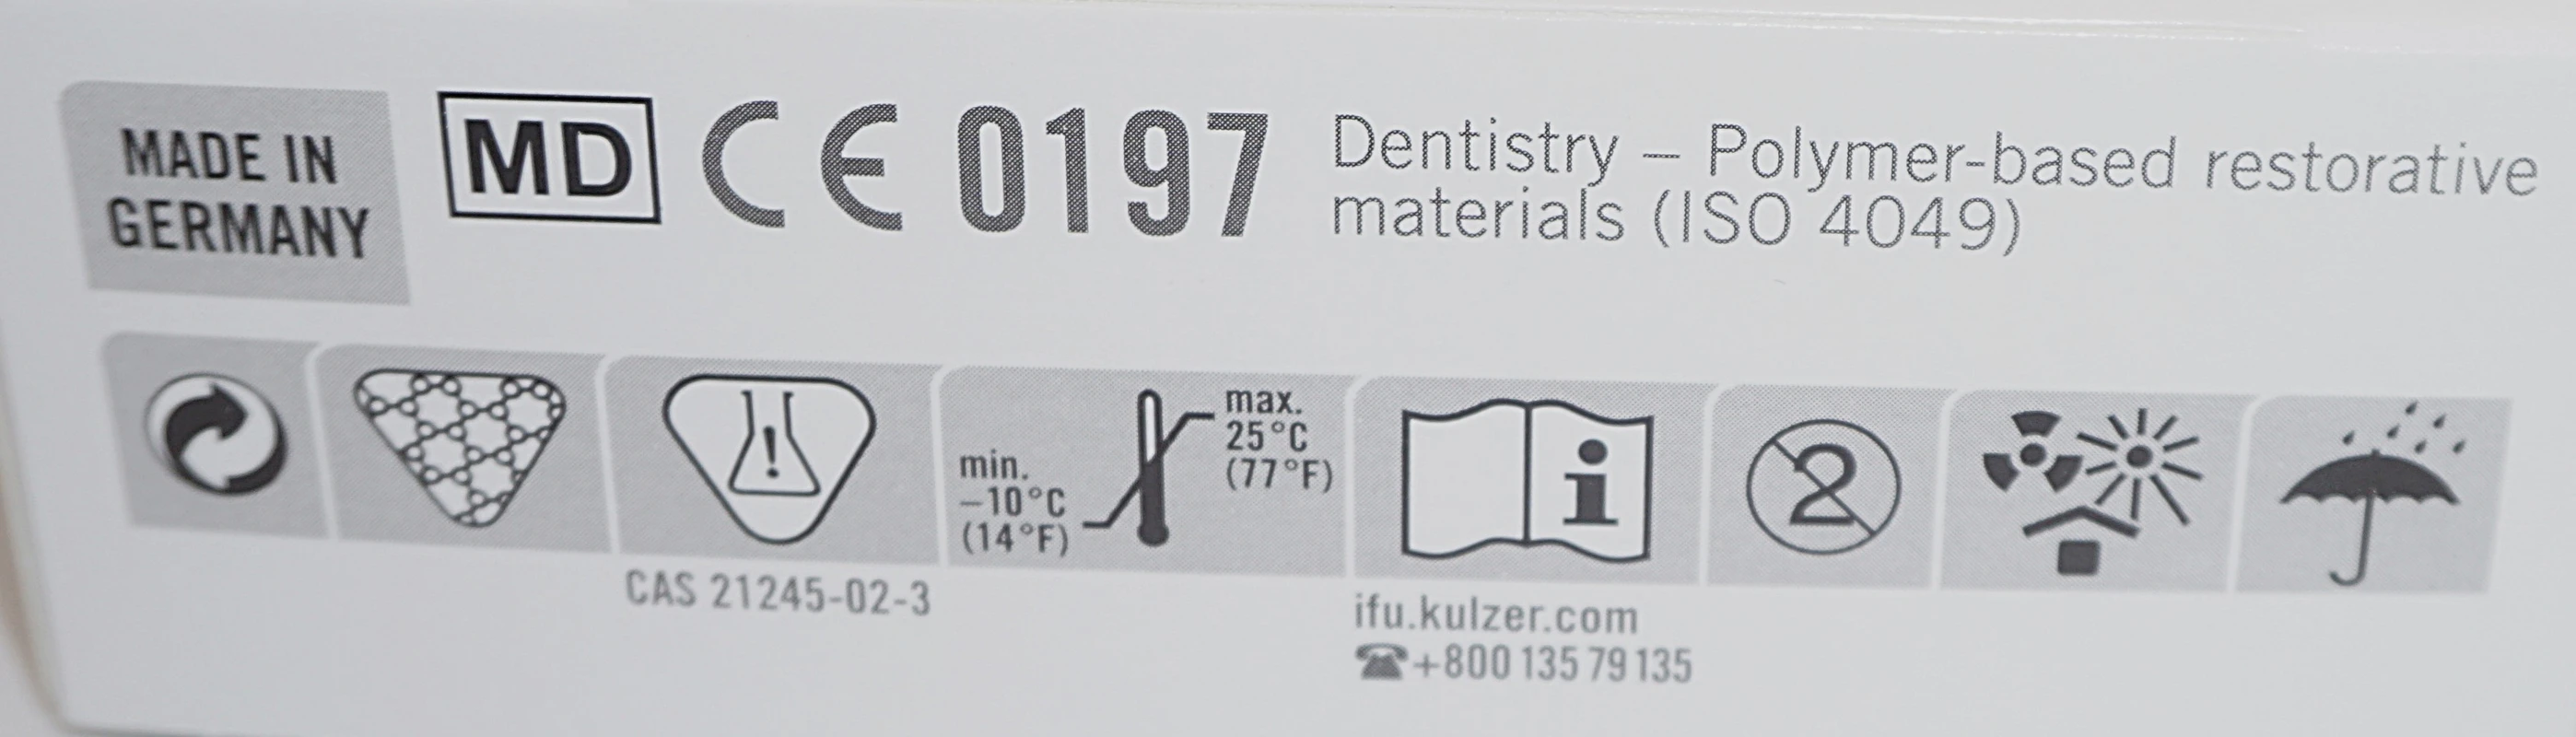 MADE IN
GERMANY
MD
CE 0197
Dentistry – Polymer-based restorative
materials (ISO 4049)
min.
–10°C
(14°F)
max.
25°C
(77°F)
i
2
CAS 21245-02-3
ifu.kulzer.com
☎+800 135 79 135